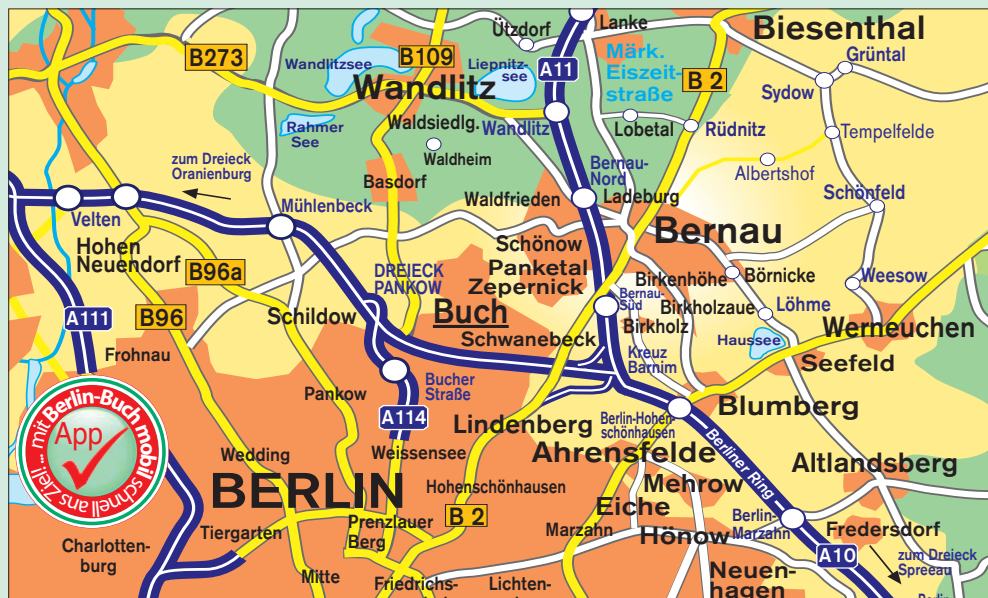 Ützdorf
Lanke
Biesenthal
B273
Wandlitzsee
B109
Liepnitz-
see
A11
Märk.
Eiszeit-
straße
Grüntal
B 2
Sydow
Wandlitz
Rahmer
See
Waldsiedlg.
Wandlitz
Lobetal
Rüdnitz
Tempelfelde
Waldheim
zum Dreieck
Oranienburg
Bernau-
Nord
Albertshof
Basdorf
Waldfrieden
Ladeburg
Schönfeld
Velten
Mühlenbeck
Bernau
Hohen
Neuendorf
Schönow
B96a
DREIECK
PANKOW
Panketal
Zepernick
Birkenhöhe
Börnicke
Weesow
Bernau-
Süd
Birkholzaue
Löhme
A111
B96
Schildow
Buch
Birkholz
Werneuchen
Schwanebeck
Haussee
Frohnau
Kreuz
Barnim
Seefeld
Pankow
Bucher
Straße
A114
Blumberg
Lindenberg
Berlin-Hohen-
schönhausen
...mit Berlin-Buch mobil schnell ans Ziel!
App
Wedding
Weissensee
Ahrensfelde
Berliner Ring
Altlandsberg
BERLIN
Hohenschönhausen
Mehrow
Eiche
B 2
Tiergarten
Prenzlauer
Berg
Marzahn
Hönow
Berlin-
Marzahn
Fredersdorf
Charlotten-
burg
A10
zum Dreieck
Spreeau
Mitte
Friedrichs-
Lichten-
Neuen-
hagen